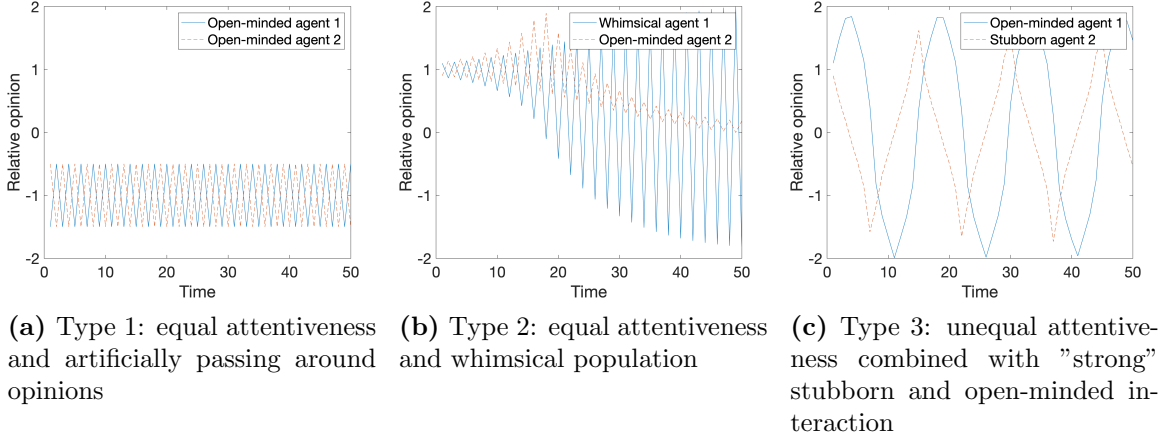 2
1
0
-1
-2
Relative opinion
0 10 20 30 40 50
Time
Open-minded agent 1
Open-minded agent 2
(a) Type 1: equal attentiveness
and artificially passing around
opinions
2
1
0
-1
-2
Relative opinion
0 10 20 30 40 50
Time
Whimsical agent 1
Open-minded agent 2
(b) Type 2: equal attentiveness
and whimsical population
2
1
0
-1
-2
Relative opinion
0 10 20 30 40 50
Time
Open-minded agent 1
Stubborn agent 2
(c) Type 3: unequal attentive-
ness combined with ”strong”
stubborn and open-minded in-
teraction